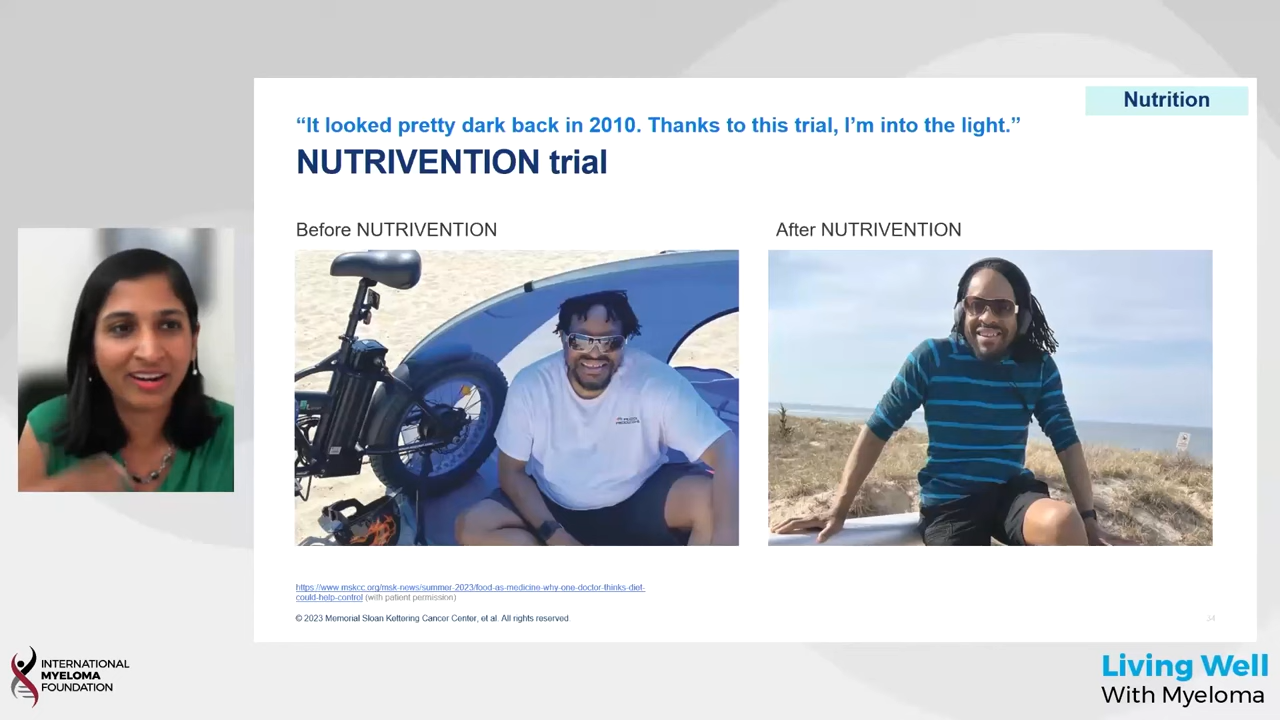 Nutrition
“It looked pretty dark back in 2010. Thanks to this trial, I’m into the light.”
NUTRIVENTION trial
Before NUTRIVENTION
After NUTRIVENTION
https://www.mskcc.org/msk-news/summer-2023/food-as-medicine-why-one-doctor-thinks-diet-
could-help-control (with patient permission)
© 2023 Memorial Sloan Kettering Cancer Center, et al. All rights reserved.
34
INTERNATIONAL
MYELOMA
FOUNDATION
Living Well
With Myeloma